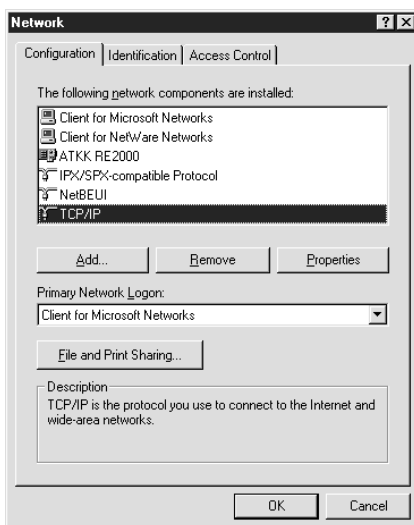 Network
Configuration Identification Access Control
The following network components are installed:
Client for Microsoft Networks
Client for NetWare Networks
ATKK RE2000
IPX/SPX-compatible Protocol
NetBEUI
TCP/IP
Add... Remove Properties
Primary Network Logon:
Client for Microsoft Networks
File and Print Sharing...
Description
TCP/IP is the protocol you use to connect to the Internet and
wide-area networks.
OK Cancel